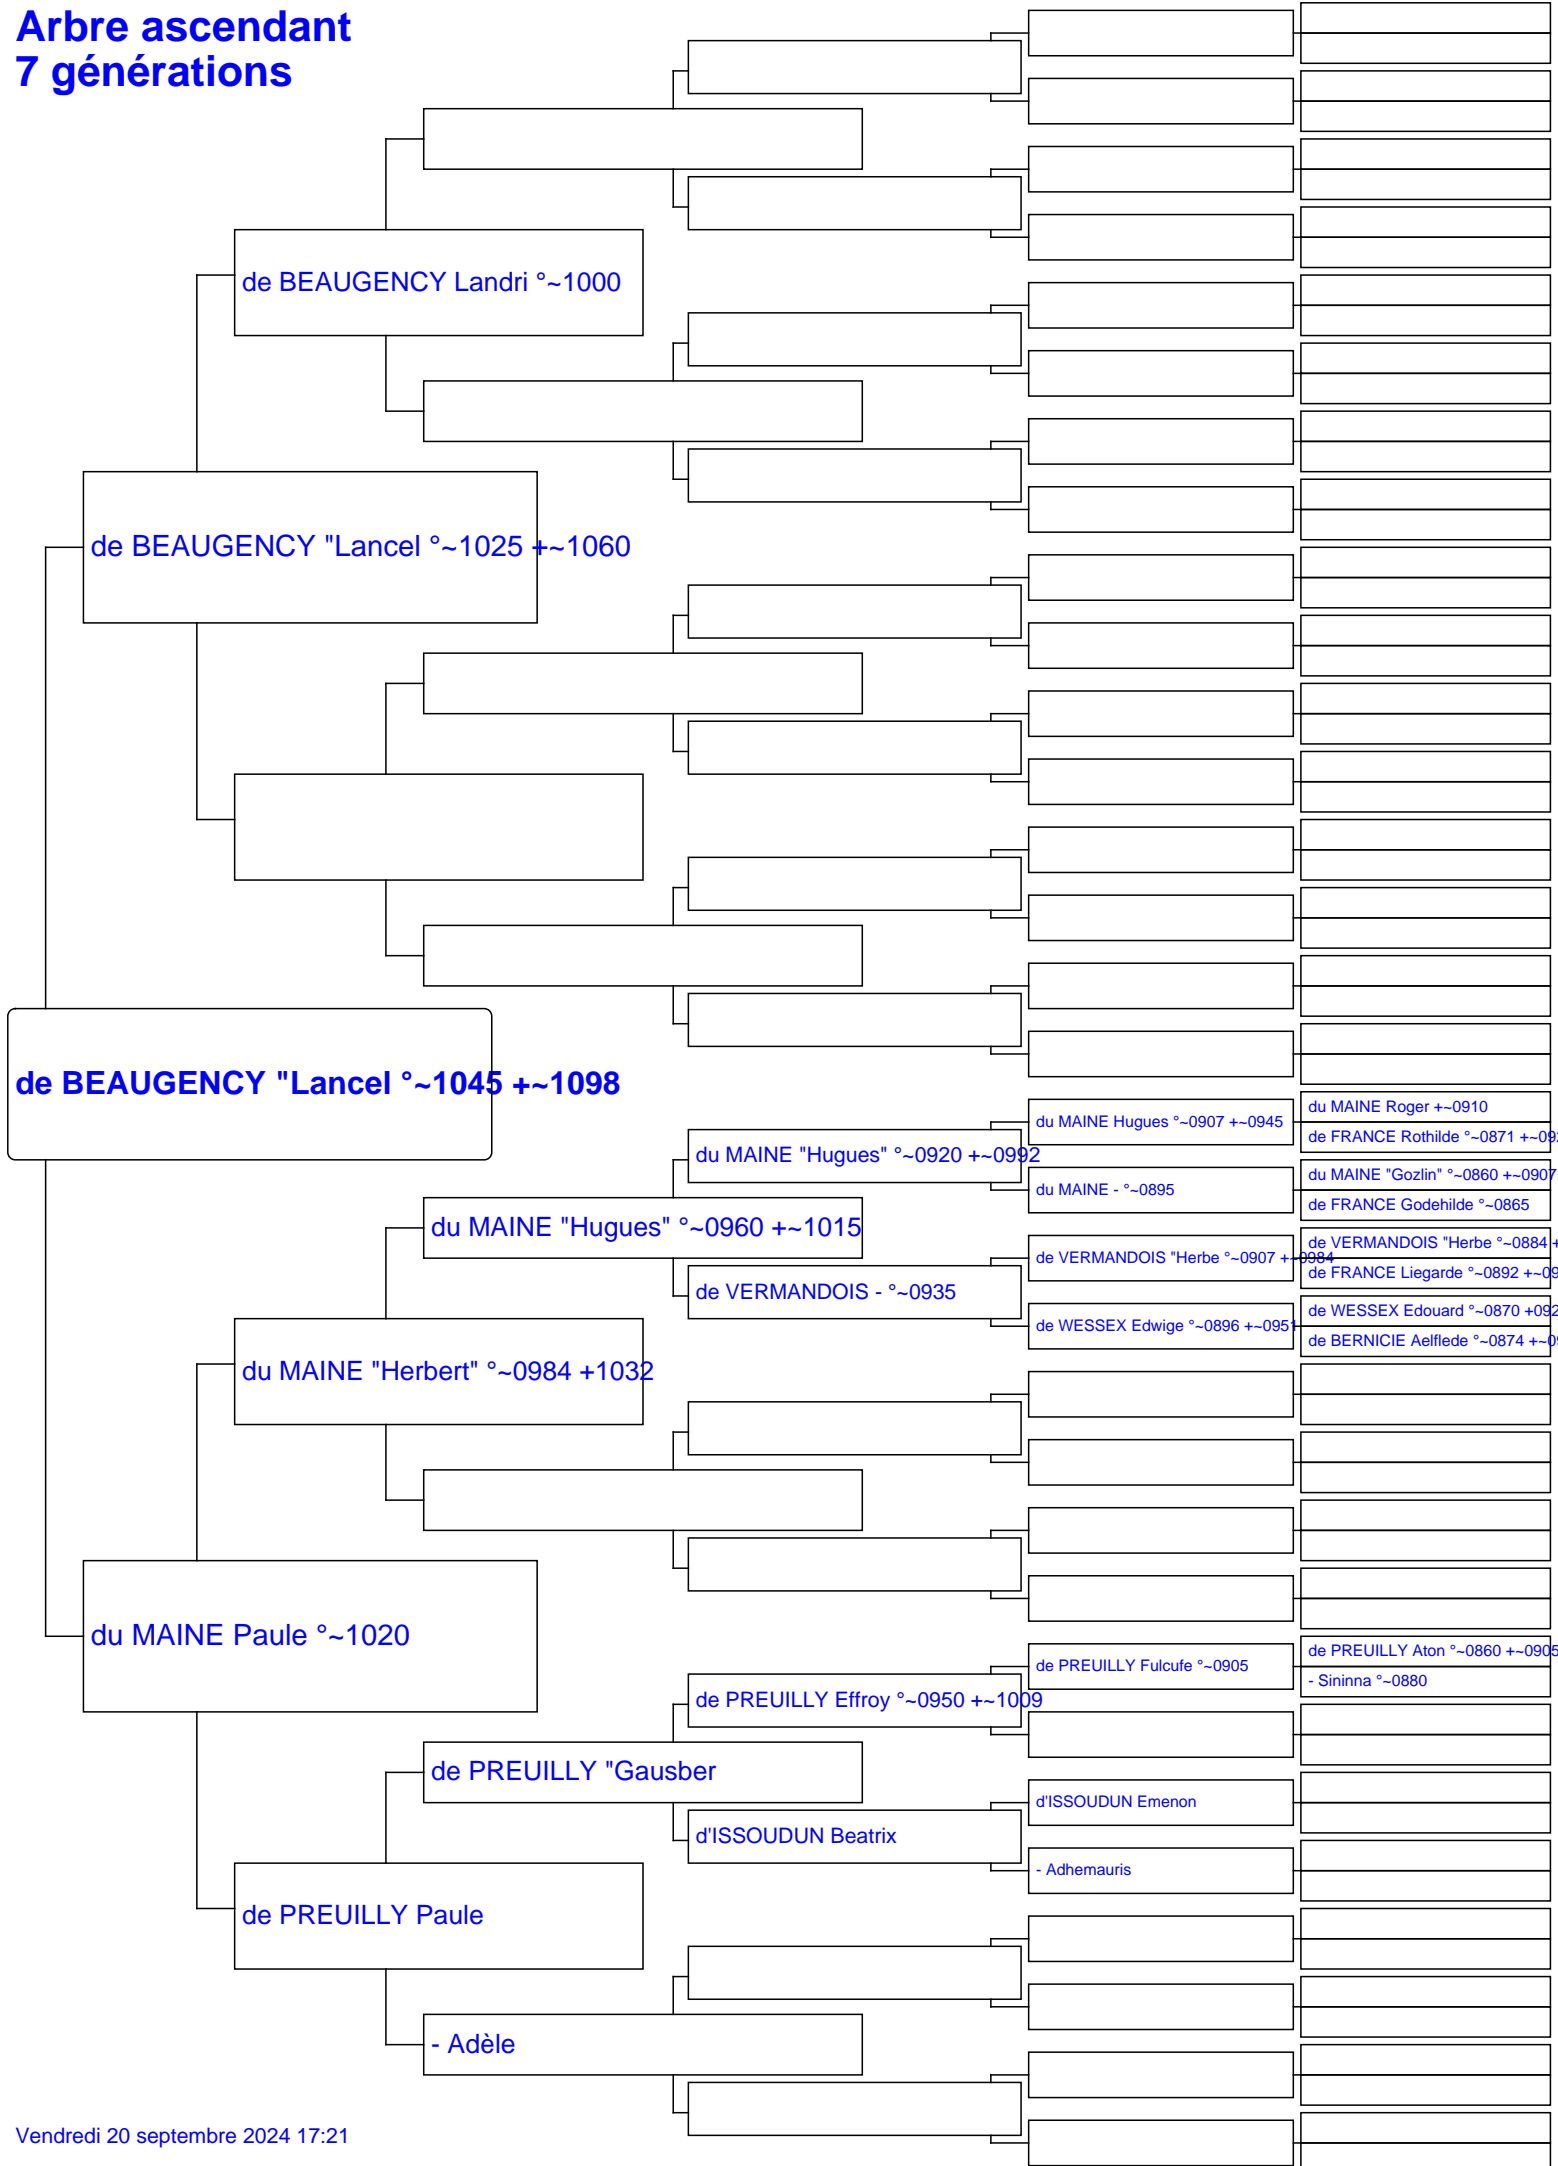 Arbre ascendant
7 générations
de BEAUGENCY Landri °~1000
de BEAUGENCY "Lancel °~1025 +~1060
de BEAUGENCY "Lancel °~1045 +~1098
du MAINE Roger +~0910
du MAINE Hugues °~0907 +~0945
de FRANCE Rothilde °~0871 +~09
du MAINE "Hugues" °~0920 +~0992
du MAINE "Gozlin" °~0860 +~0907
du MAINE - °~0895
de FRANCE Godehilde °~0865
du MAINE "Hugues" °~0960 +~1015
de VERMANDOIS "Herbe °~0884 +
de VERMANDOIS "Herbe °~0907 +~0984
de FRANCE Liegarde °~0892 +~09
de VERMANDOIS - °~0935
de WESSEX Edouard °~0870 +092
de WESSEX Edwige °~0896 +~0951
de BERNICIE Aelflede °~0874 +~09
du MAINE "Herbert" °~0984 +1032
du MAINE Paule °~1020
de PREUILLY Aton °~0860 +~0905
de PREUILLY Fulcufe °~0905
- Sininna °~0880
de PREUILLY Effroy °~0950 +~1009
de PREUILLY "Gausber
d'ISSOUDUN Emenon
d'ISSOUDUN Beatrix
- Adhemauris
de PREUILLY Paule
- Adèle
Vendredi 20 septembre 2024 17:21